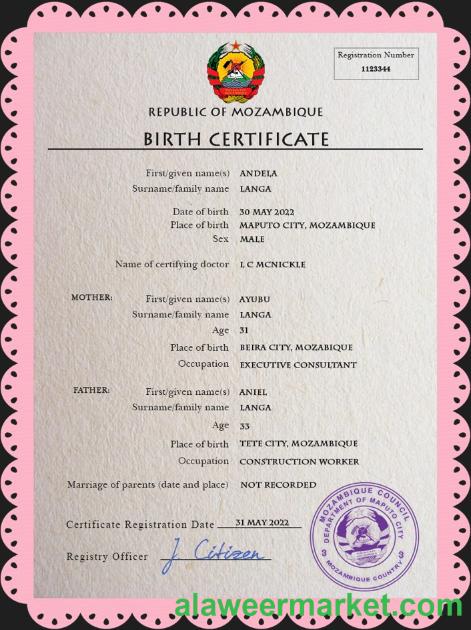 Registration Number
1123344
REPUBLIC OF MOZAMBIQUE
BIRTH CERTIFICATE
First/given name(s) ANDELA
Surname/family name LANGA
Date of birth 30 MAY 2022
Place of birth MAPUTO CITY, MOZAMBIQUE
Sex MALE
Name of certifying doctor L C MCNICKLE
MOTHER: First/given name(s) AYUBU
Surname/family name LANGA
Age 31
Place of birth BEIRA CITY, MOZABIQUE
Occupation EXECUTIVE CONSULTANT
FATHER: First/given name(s) ANIEL
Surname/family name LANGA
Age 33
Place of birth TETE CITY, MOZAMBIQUE
Occupation CONSTRUCTION WORKER
Marriage of parents (date and place) NOT RECORDED
Certificate Registration Date 31 MAY 2022
Registry Officer J. Citizen
MOZAMBIQUE COUNCIL
DEPARTMENT OF MAPUTO CITY
3 3
MOZAMBIQUE COUNTRY
alaweermarket.com